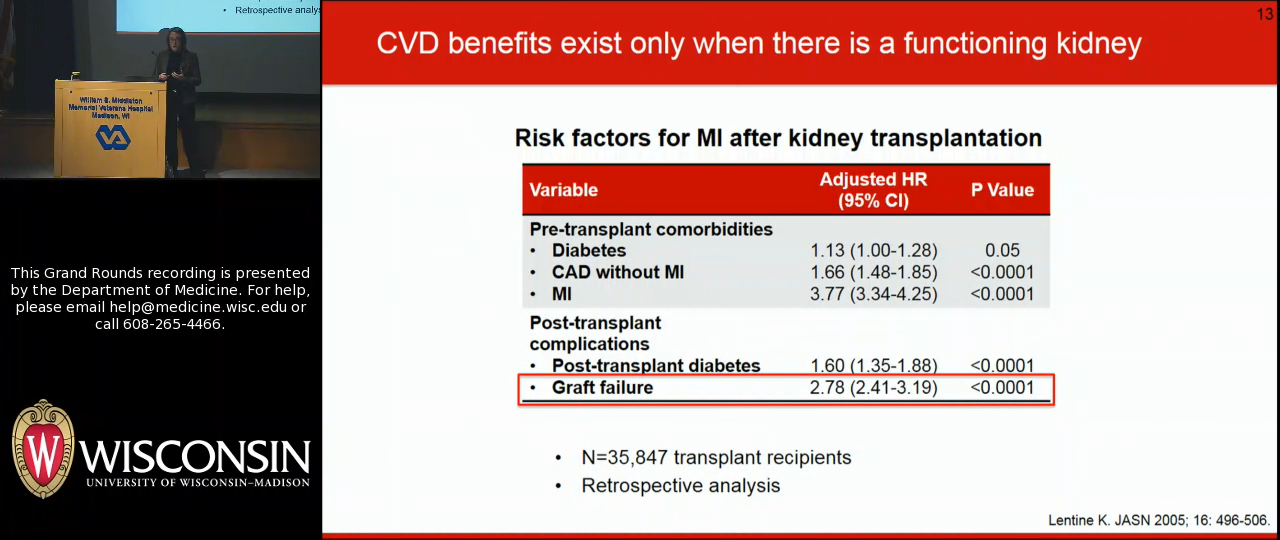 • Retrospective analys
William S. Middleton
Memorial Veterans Hospital
Madison, WI
This Grand Rounds recording is presented
by the Department of Medicine. For help,
please email help@medicine.wisc.edu or
call 608-265-4466.
W
WISCONSIN
UNIVERSITY OF WISCONSIN–MADISON
13
CVD benefits exist only when there is a functioning kidney
Risk factors for MI after kidney transplantation
Variable Adjusted HR (95% CI) P Value
Pre-transplant comorbidities
• Diabetes 1.13 (1.00-1.28) 0.05
• CAD without MI 1.66 (1.48-1.85) <0.0001
• MI 3.77 (3.34-4.25) <0.0001
Post-transplant
complications
• Post-transplant diabetes 1.60 (1.35-1.88) <0.0001
• Graft failure 2.78 (2.41-3.19) <0.0001
• N=35,847 transplant recipients
• Retrospective analysis
Lentine K. JASN 2005; 16: 496-506.